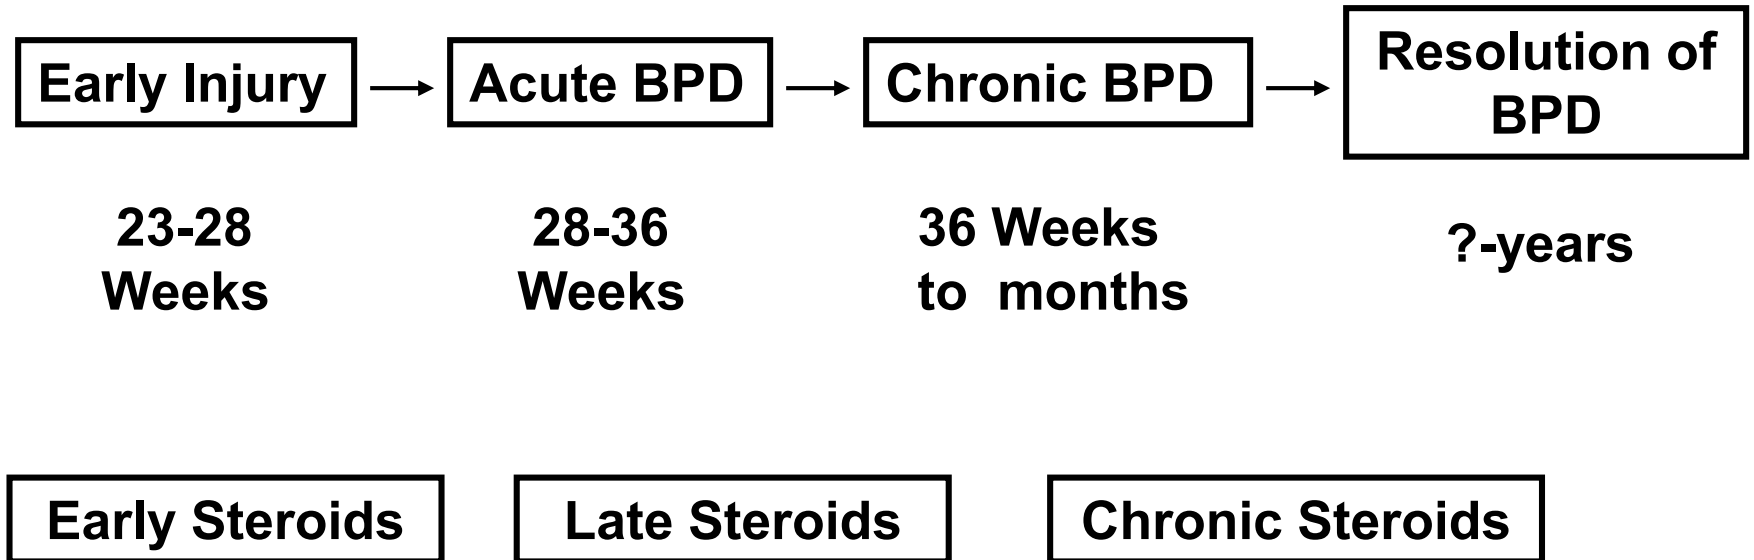 Early Injury
Acute BPD
Chronic BPD
Resolution of
BPD
23-28
Weeks
28-36
Weeks
36 Weeks
to months
?-years
Early Steroids
Late Steroids
Chronic Steroids